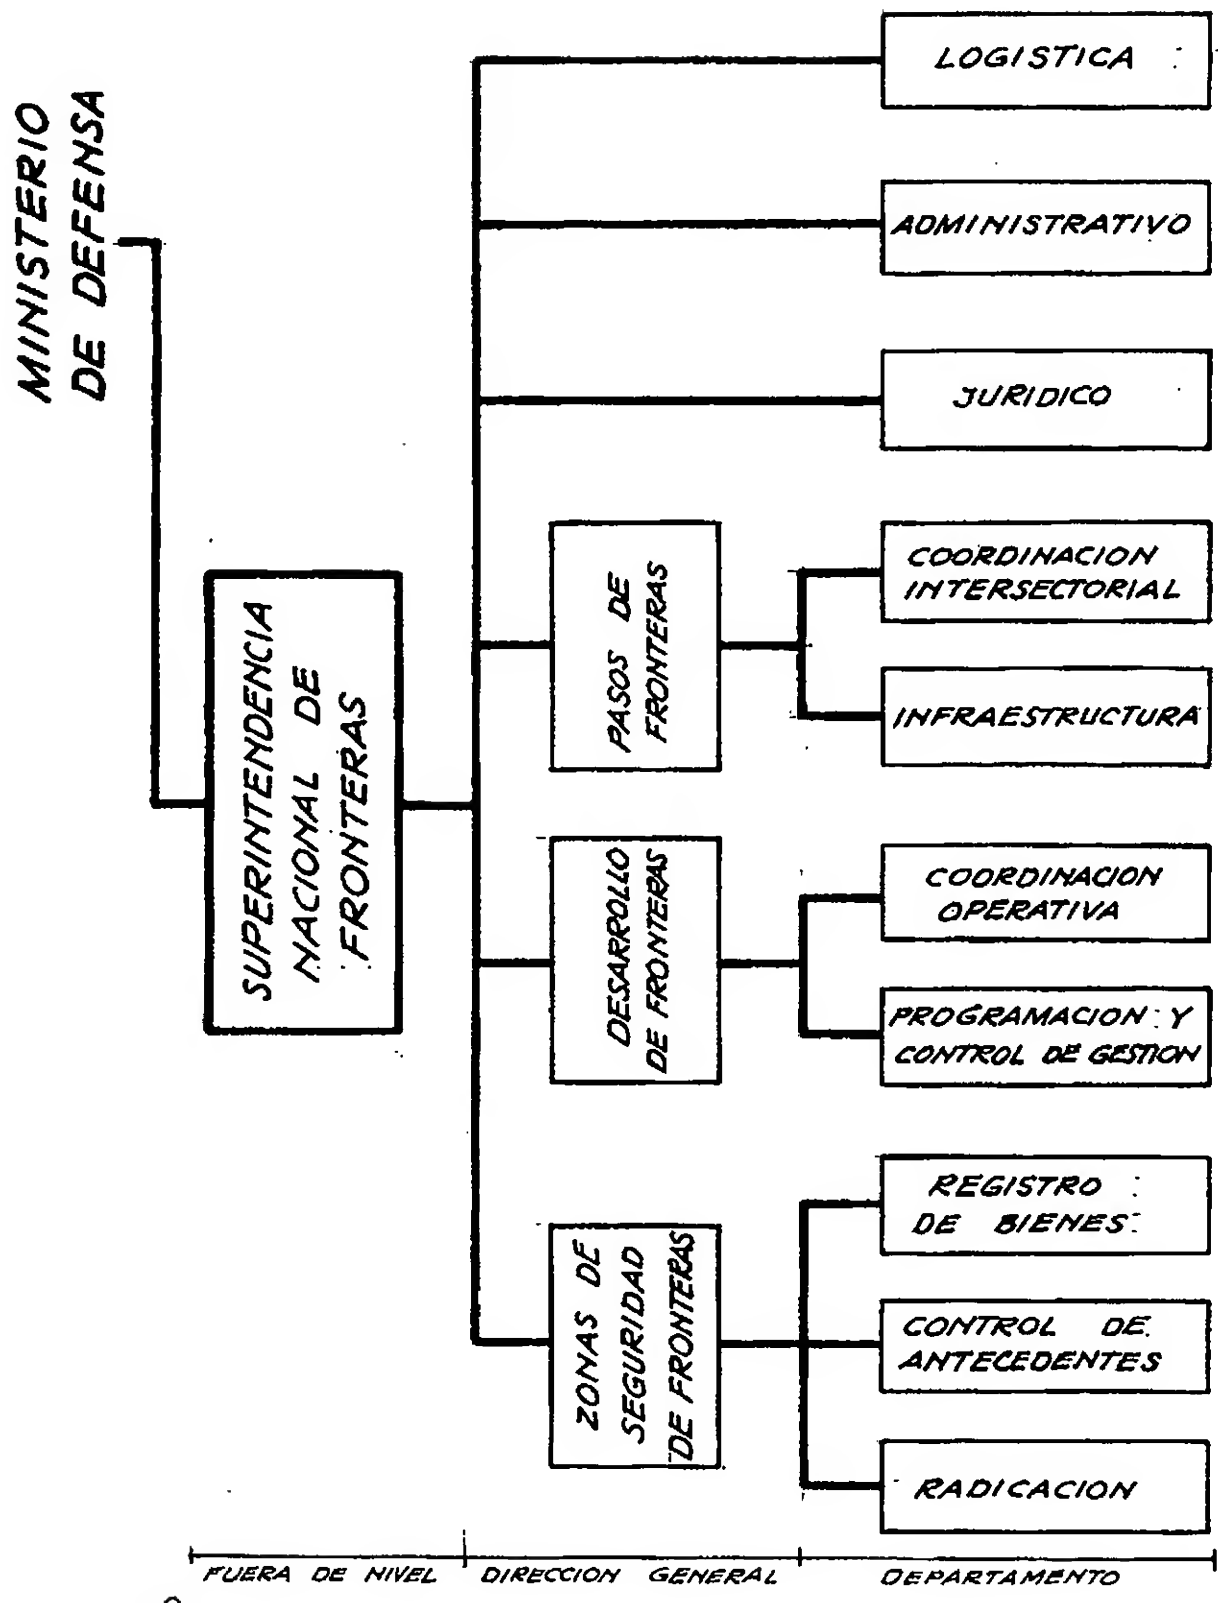 MINISTERIO
DE DEFENSA
SUPERINTENDENCIA
NACIONAL DE
FRONTERAS
LOGISTICA
ADMINISTRATIVO
JURIDICO
PASOS DE
FRONTERAS
COORDINACION
INTERSECTORIAL
INFRAESTRUCTURA
DESARROLLO
DE FRONTERAS
COORDINACION
OPERATIVA
PROGRAMACION Y
CONTROL DE GESTION
ZONAS DE
SEGURIDAD
DE FRONTERAS
REGISTRO
DE BIENES
CONTROL DE
ANTECEDENTES
RADICACION
FUERA DE NIVEL
DIRECCION GENERAL
DEPARTAMENTO